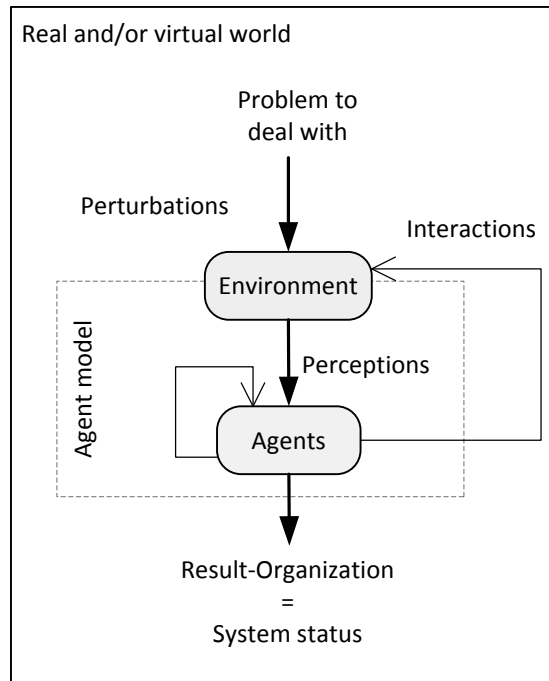 Real and/or virtual world
Problem to
deal with
Perturbations
Interactions
Environment
Agent model
Perceptions
Agents
Result-Organization
=
System status